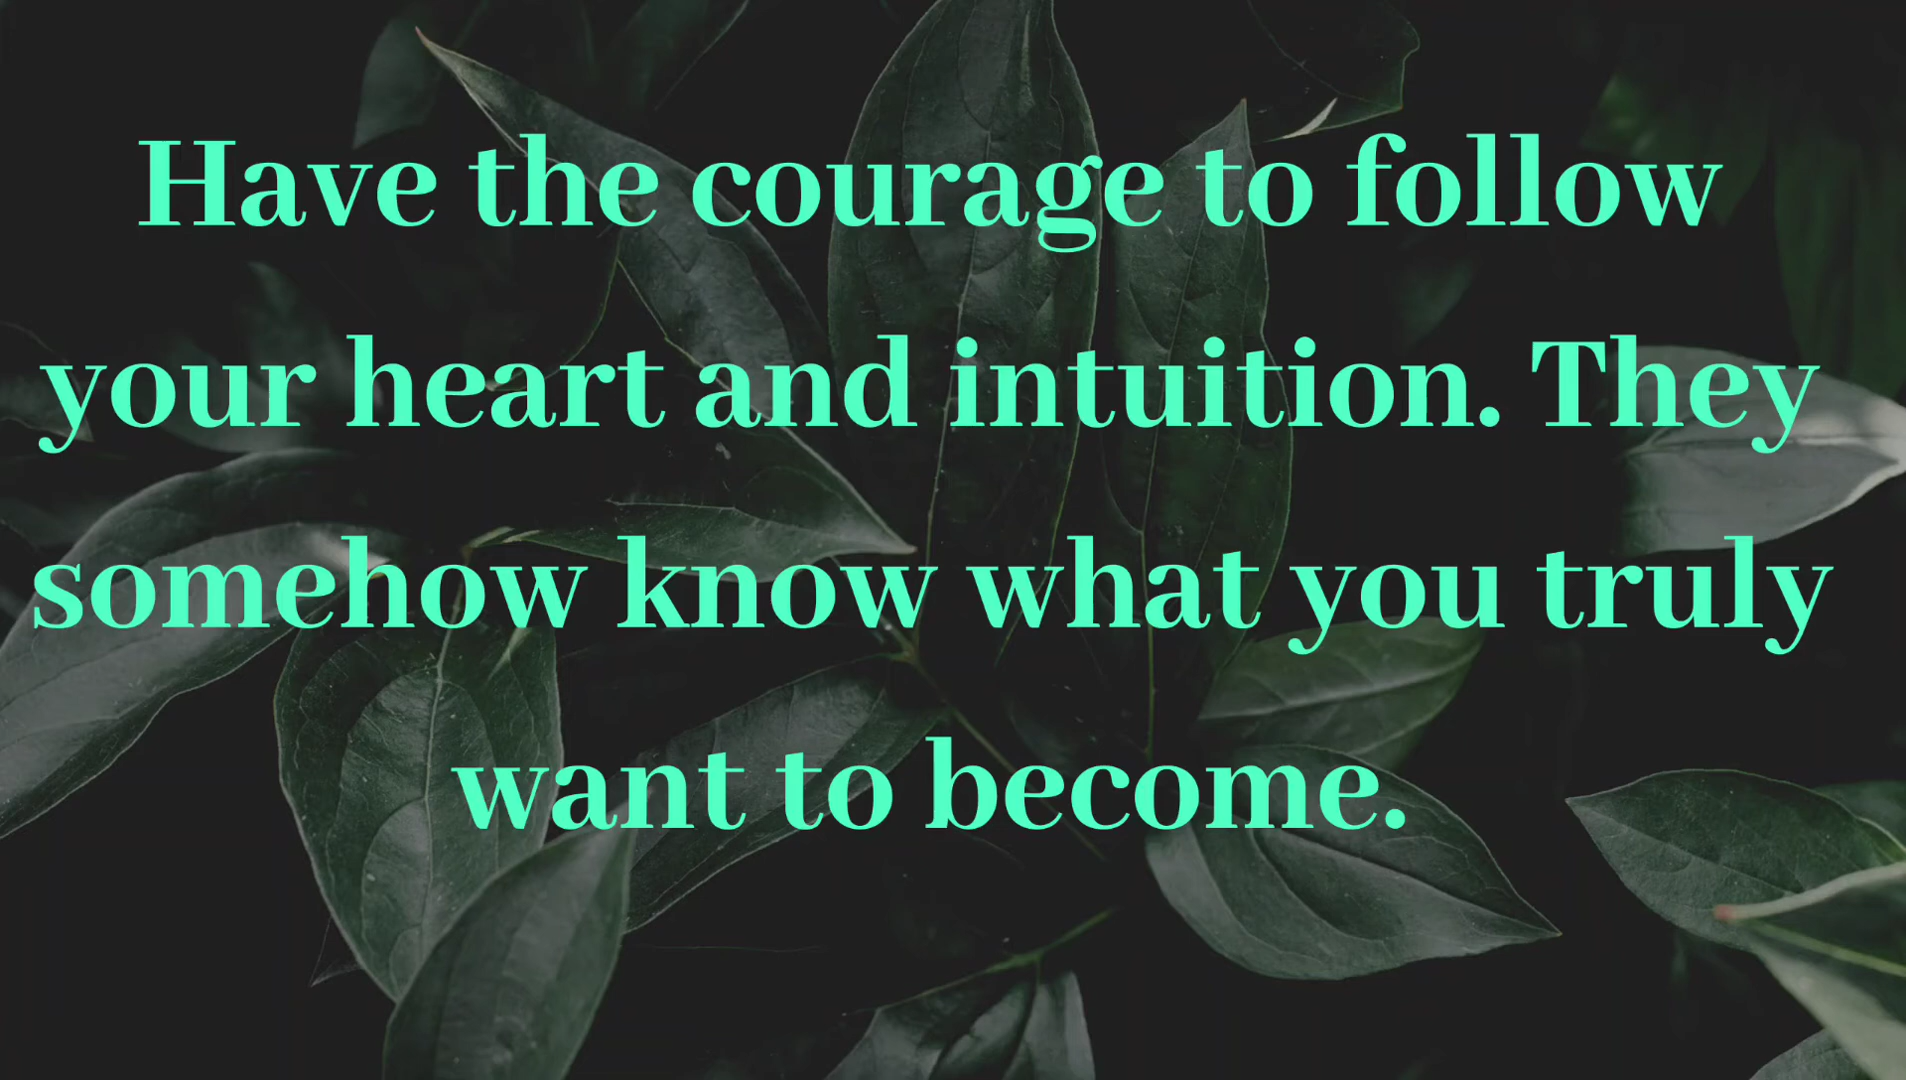 Have the courage to follow
your heart and intuition. They
somehow know what you truly
want to become.